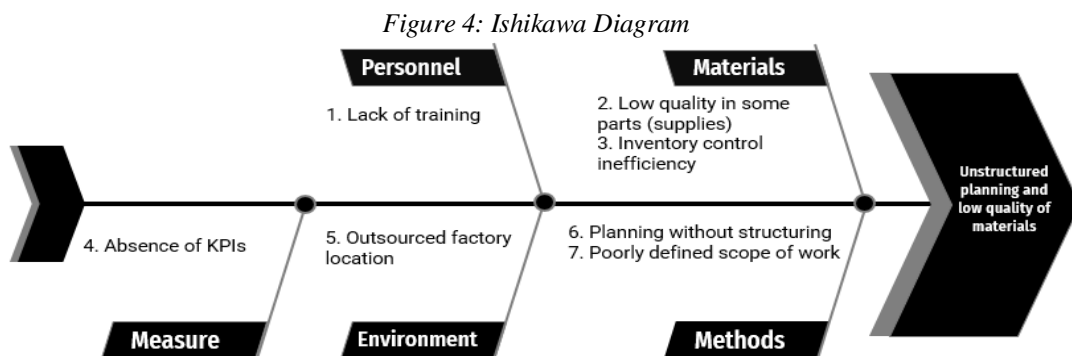 Figure 4: Ishikawa Diagram
Personnel
Materials
1. Lack of training
2. Low quality in some
parts (supplies)
3. Inventory control
inefficiency
Unstructured
planning and
low quality of
materials
4. Absence of KPIs
5. Outsourced factory
location
6. Planning without structuring
7. Poorly defined scope of work
Measure
Environment
Methods